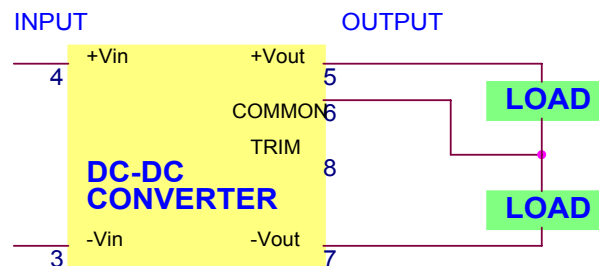 INPUT OUTPUT
+Vin +Vout
4 5
LOAD
COMMON 6
TRIM
8
DC-DC
CONVERTER
LOAD
-Vin -Vout
3 7